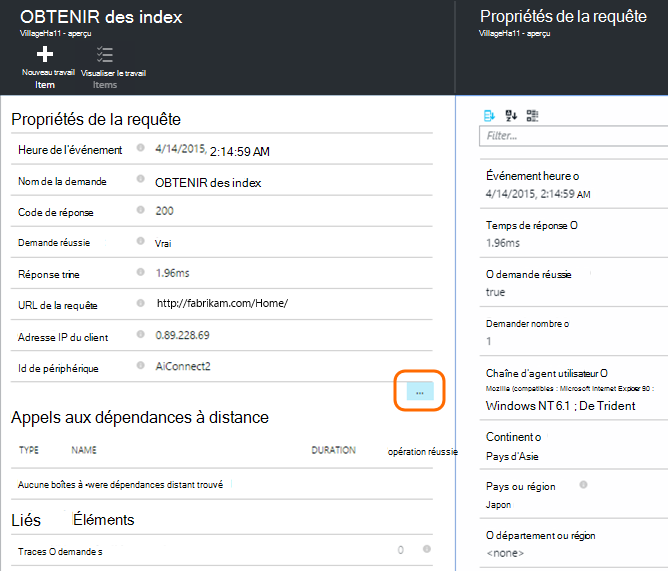 OBTENIR des index
VillageHa11 - aperçu
Nouveau travail
Item
Visualiser le travail
Items
Propriétés de la requête
Heure de l'événement 4/14/2015, 2:14:59 AM
Nom de la demande OBTENIR des index
Code de réponse 200
Demande réussie Vrai
Réponse trine 1.96ms
URL de la requête http://fabrikam.com/Home/
Adresse IP du client 0.89.228.69
Id de périphérique AiConnect2
...
Appels aux dépendances à distance
TYPE NAME DURATION opération réussie
Aucune boîtes à -were dépendances distant trouvé
Liés Éléments
Traces O demande s 0
Propriétés de la requête
VillageHa11 - aperçu
Filter...
Événement heure o
4/14/2015, 2:14:59 AM
Temps de réponse O
1.96ms
O demande réussie
true
Demander nombre o
1
Chaîne d'agent utilisateur O
Mozilla (compatibles : Microsoft Internet Explorer 90 :
Windows NT 6.1 ; De Trident
Continent o
Pays d'Asie
Pays ou région
Japon
O département ou région
<none>